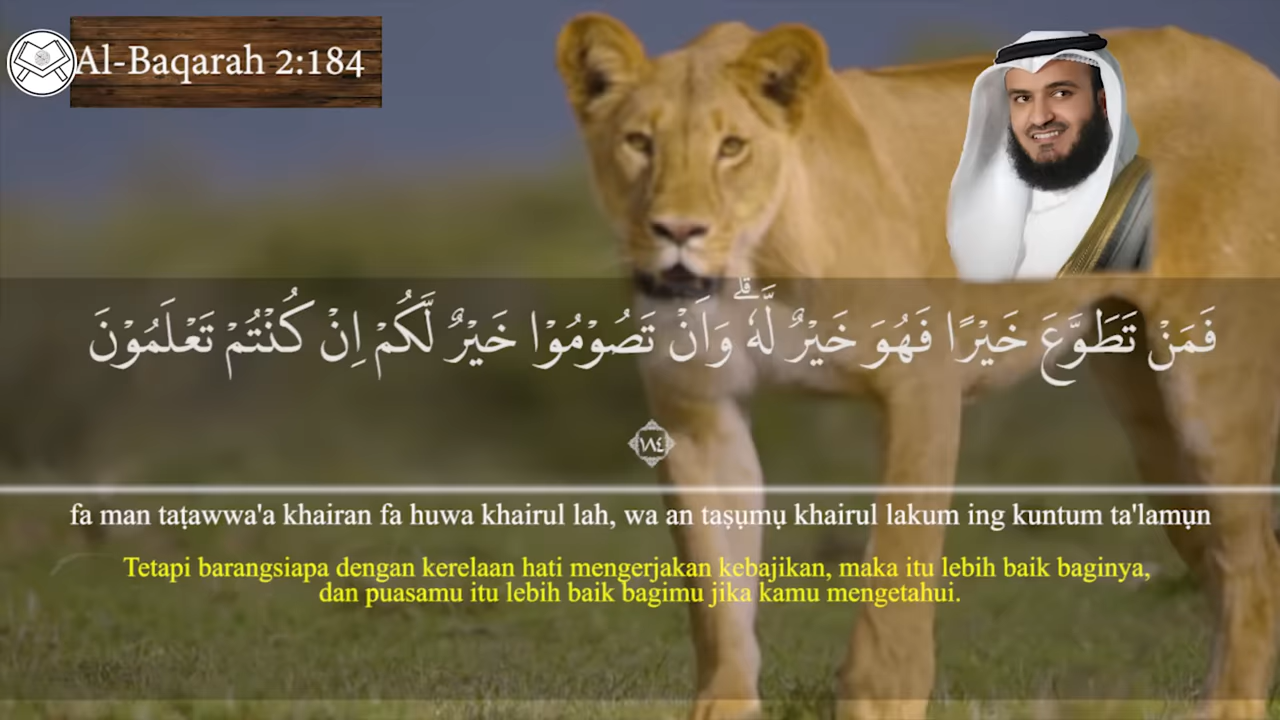 Al-Baqarah 2:184
فَمَنْ تَطَوَّعَ خَيْرًا فَهُوَ خَيْرٌ لَّهٗ ۗ وَاَنْ تَصُوْمُوْا خَيْرٌ لَّكُمْ اِنْ كُنْتُمْ تَعْلَمُوْنَ
١٨٤
fa man taṭawwa'a khairan fa huwa khairul lah, wa an taṣụmụ khairul lakum ing kuntum ta'lamụn
Tetapi barangsiapa dengan kerelaan hati mengerjakan kebajikan, maka itu lebih baik baginya,
dan puasamu itu lebih baik bagimu jika kamu mengetahui.